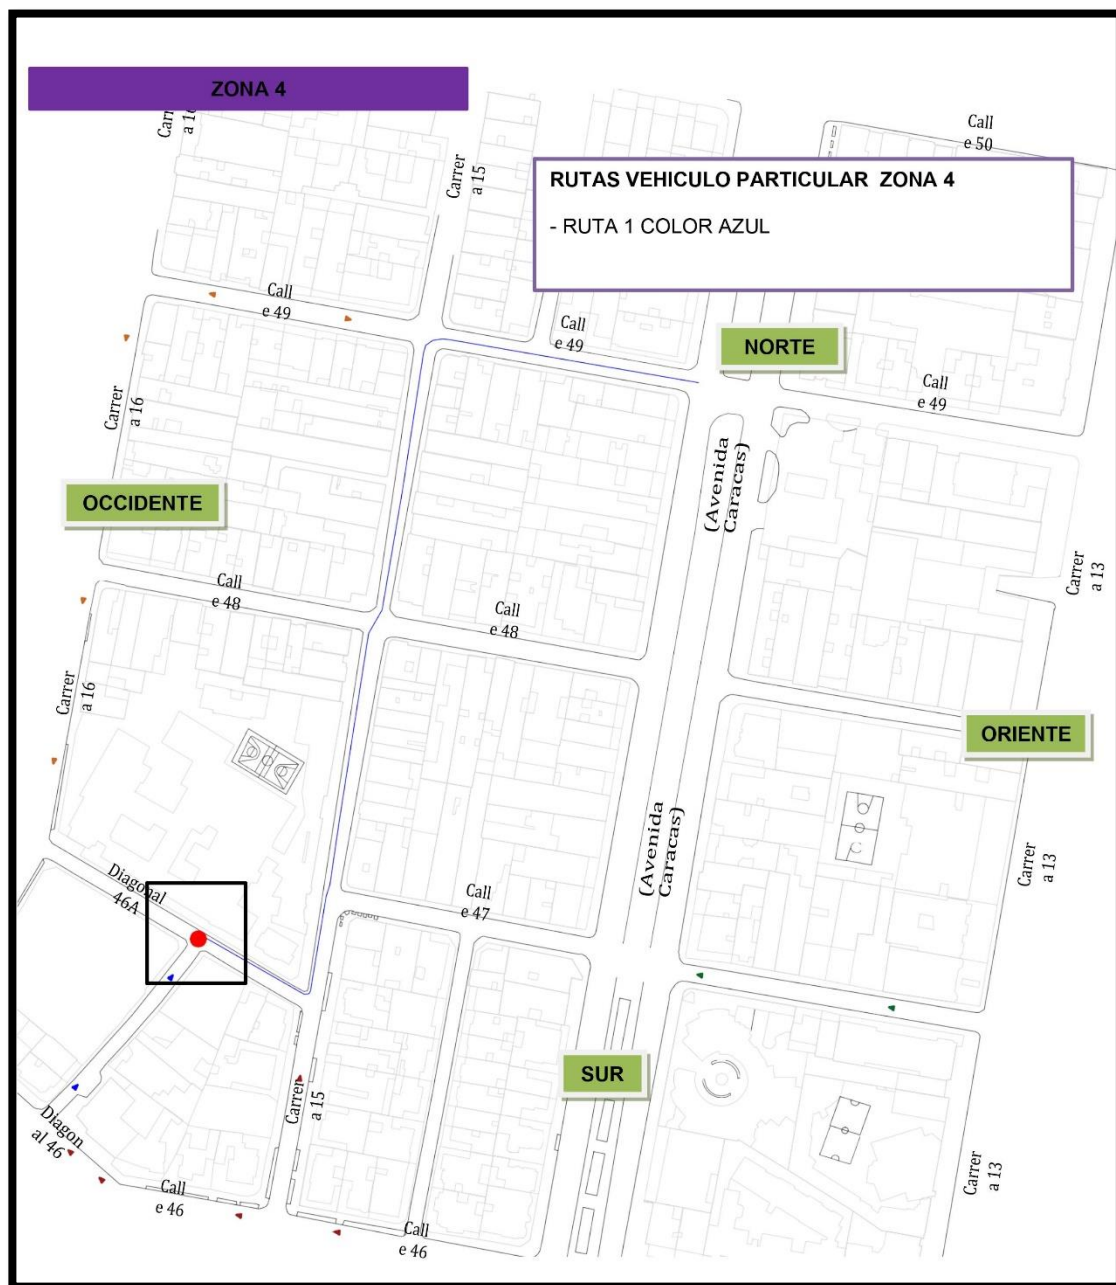 ZONA 4
Carr
a 16
Carrer
a 15
Call
e 50
RUTAS VEHICULO PARTICULAR ZONA 4
- RUTA 1 COLOR AZUL
Call
e 49
Call
e 49
NORTE
Call
e 49
Carrer
a 16
OCCIDENTE
(Avenida
Caracas)
Carrer
a 13
Call
e 48
Call
e 48
Carrer
a 16
ORIENTE
(Avenida
Caracas)
Carrer
a 13
Diagonal
46A
Call
e 47
SUR
Carrer
a 15
Diagon
al 46
Call
e 46
Call
e 46
Carrer
a 13